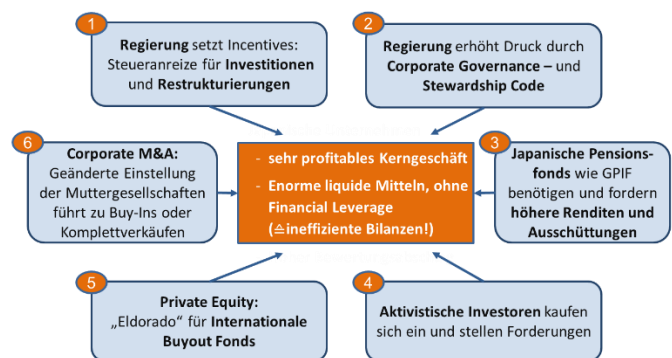 1
Regierung setzt Incentives:
Steueranreize für Investitionen
und Restrukturierungen
2
Regierung erhöht Druck durch
Corporate Governance – und
Stewardship Code
6
Corporate M&A:
Geänderte Einstellung
der Muttergesellschaften
führt zu Buy-Ins oder
Komplettverkäufen
- sehr profitables Kerngeschäft
- Enorme liquide Mitteln, ohne
Financial Leverage
(≙ineffiziente Bilanzen!)
3
Japanische Pensions-
fonds wie GPIF
benötigen und fordern
höhere Renditen und
Ausschüttungen
5
Private Equity:
„Eldorado“ für Internationale
Buyout Fonds
4
Aktivistische Investoren kaufen
sich ein und stellen Forderungen